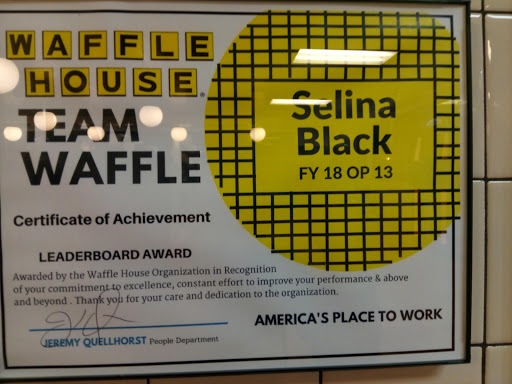 WAFFLE
HOUSE®
TEAM
WAFFLE
Selina
Black
FY 18 OP 13
Certificate of Achievement
LEADERBOARD AWARD
Awarded by the Waffle House Organization in Recognition
of your commitment to excellence, constant effort to improve your performance & above
and beyond . Thank you for your care and dedication to the organization.
JEREMY QUELLHORST People Department
AMERICA'S PLACE TO WORK